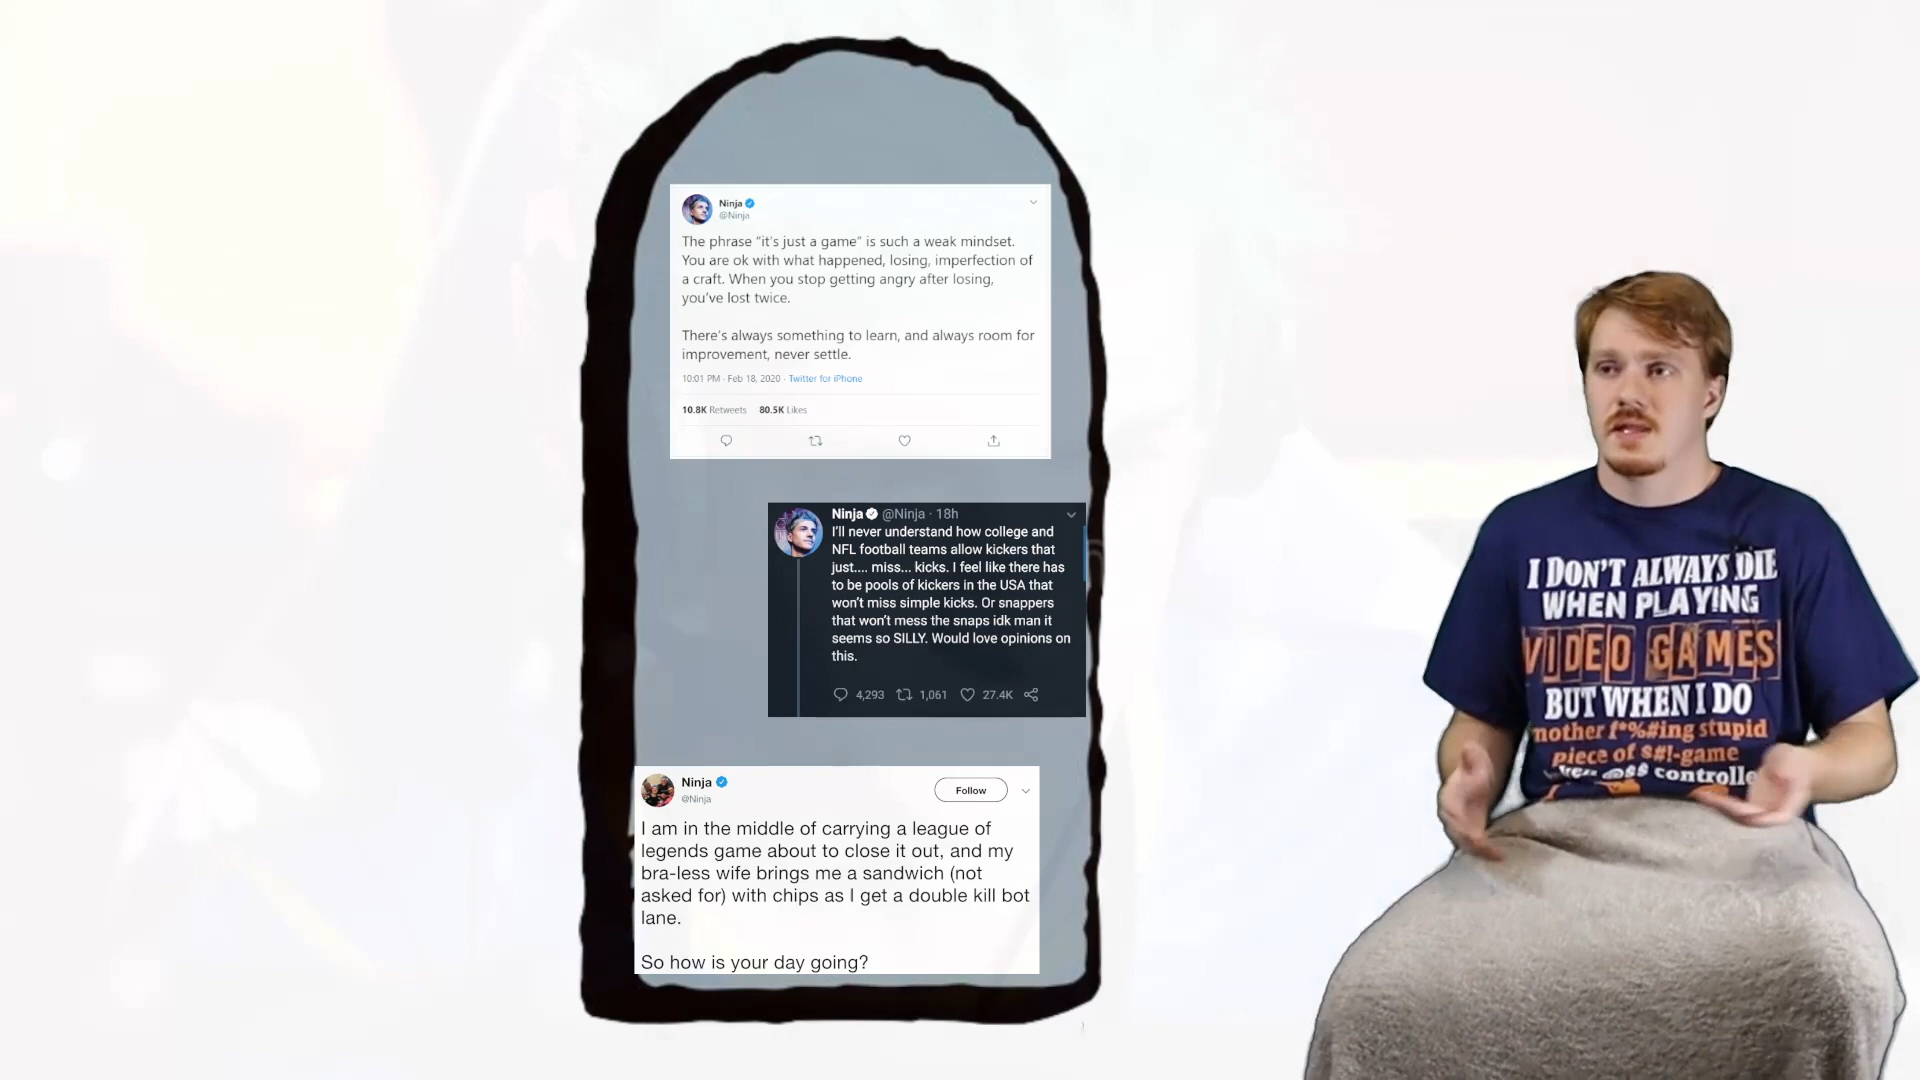 Ninja
@Ninja
The phrase “it’s just a game” is such a weak mindset.
You are ok with what happened, losing, imperfection of
a craft. When you stop getting angry after losing,
you’ve lost twice.
There’s always something to learn, and always room for
improvement, never settle.
10:01 PM · Feb 18, 2020 · Twitter for iPhone
10.8K Retweets 80.5K Likes
Ninja @Ninja · 18h
I’ll never understand how college and
NFL football teams allow kickers that
just.... miss... kicks. I feel like there has
to be pools of kickers in the USA that
won’t miss simple kicks. Or snappers
that won’t mess the snaps idk man it
seems so SILLY. Would love opinions on
this.
4,293 1,061 27.4K
Ninja
@Ninja
Follow
I am in the middle of carrying a league of
legends game about to close it out, and my
bra-less wife brings me a sandwich (not
asked for) with chips as I get a double kill bot
lane.
So how is your day going?
I DON'T ALWAYS DIE
WHEN PLAYING
VIDEO GAMES
BUT WHEN I DO
mother f*%#ing stupid
piece of $#!-game
@$$ controlle